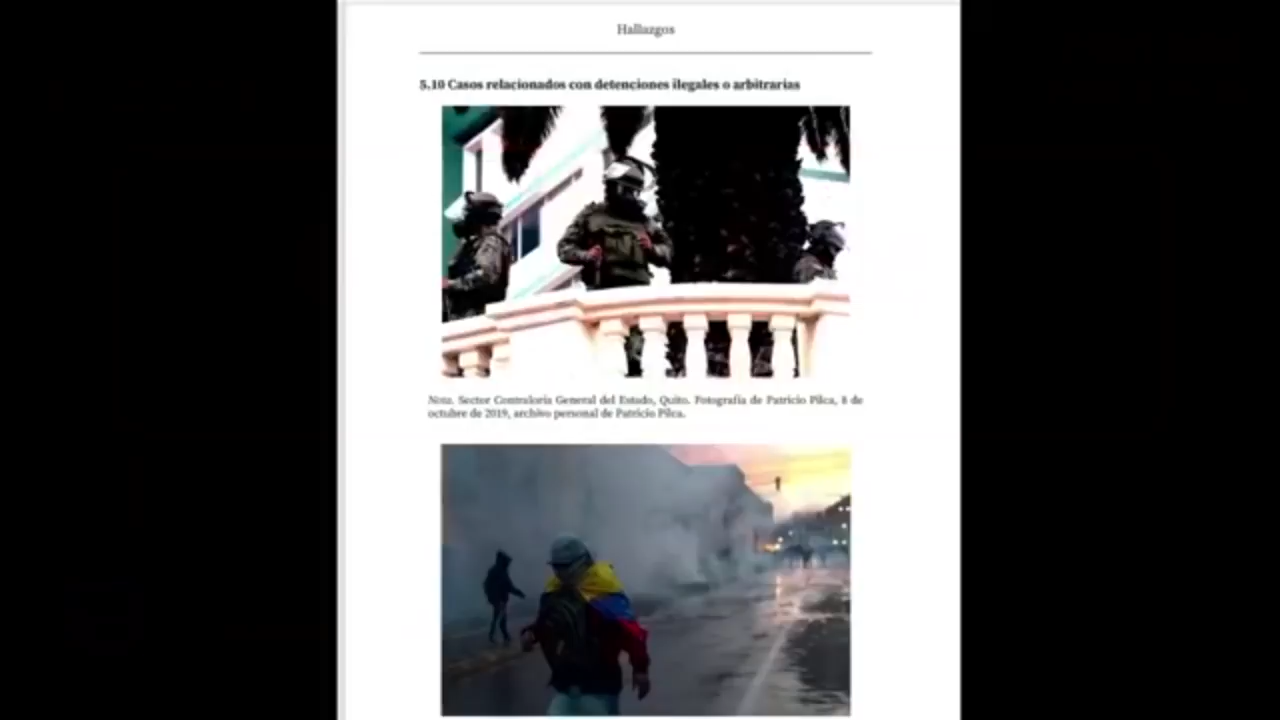 Hallazgos
5.10 Casos relacionados con detenciones ilegales o arbitrarias
Nota. Sector Contraloría General del Estado, Quito. Fotografía de Patricio Pilca, 8 de
octubre de 2019, archivo personal de Patricio Pilca.